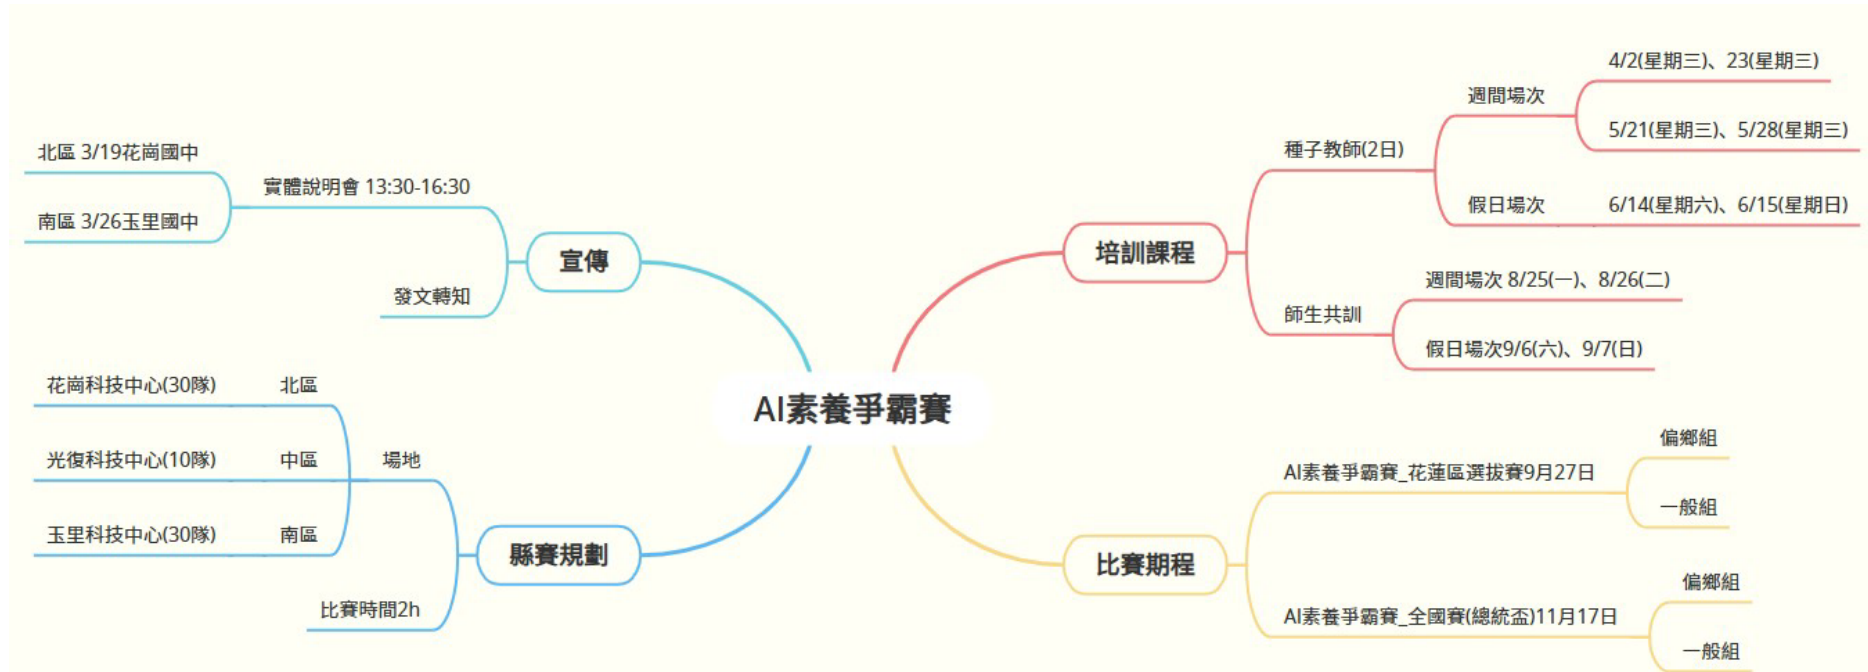 AI素養爭霸賽
宣傳
實體說明會 13:30-16:30
北區 3/19花崗國中
南區 3/26玉里國中
發文轉知
縣賽規劃
場地
北區
花崗科技中心(30隊)
中區
光復科技中心(10隊)
南區
玉里科技中心(30隊)
比賽時間2h
培訓課程
種子教師(2日)
週間場次
4/2(星期三)、23(星期三)
5/21(星期三)、5/28(星期三)
假日場次
6/14(星期六)、6/15(星期日)
師生共訓
週間場次 8/25(一)、8/26(二)
假日場次9/6(六)、9/7(日)
比賽期程
AI素養爭霸賽_花蓮區選拔賽9月27日
偏鄉組
一般組
AI素養爭霸賽_全國賽(總統盃)11月17日
偏鄉組
一般組